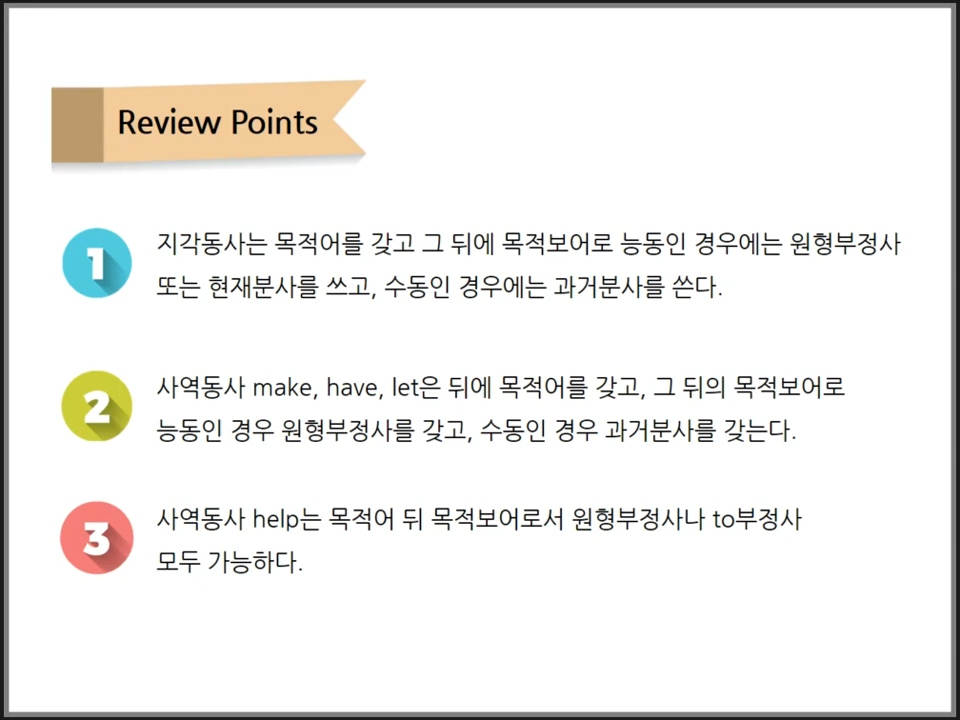 Review Points
1
지각동사는 목적어를 갖고 그 뒤에 목적보어로 능동인 경우에는 원형부정사
또는 현재분사를 쓰고, 수동인 경우에는 과거분사를 쓴다.
2
사역동사 make, have, let은 뒤에 목적어를 갖고, 그 뒤의 목적보어로
능동인 경우 원형부정사를 갖고, 수동인 경우 과거분사를 갖는다.
3
사역동사 help는 목적어 뒤 목적보어로서 원형부정사나 to부정사
모두 가능하다.